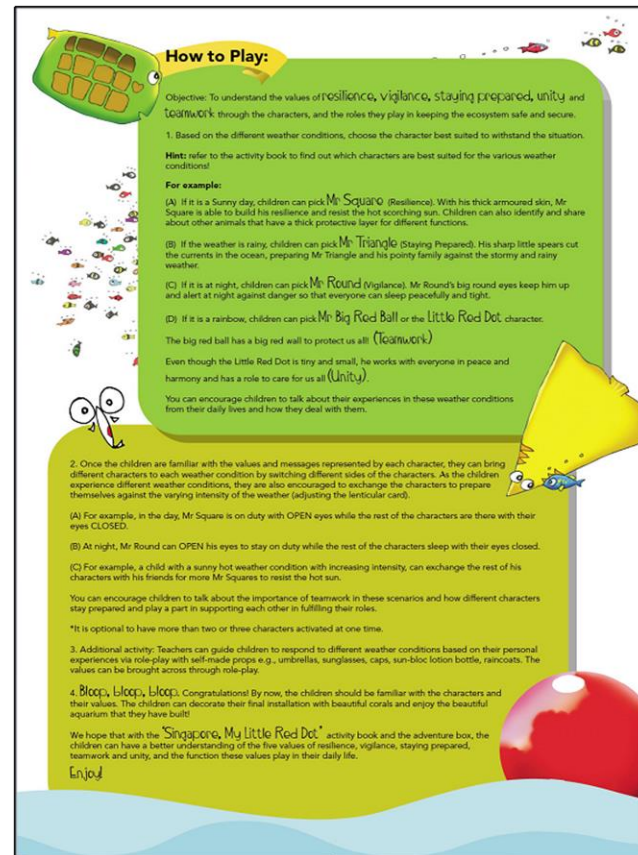 How to Play:
Objective: To understand the values of resilience, vigilance, staying prepared, unity and
teamwork through the characters, and the roles they play in keeping the ecosystem safe and secure.
1. Based on the different weather conditions, choose the character best suited to withstand the situation.
Hint: refer to the activity book to find out which characters are best suited for the various weather
conditions!
For example:
(A) If it is a Sunny day, children can pick Mr Square (Resilience). With his thick armoured skin, Mr
Square is able to build his resilience and resist the hot scorching sun. Children can also identify and share
about other animals that have a thick protective layer for different functions.
(B) If the weather is rainy, children can pick Mr Triangle (Staying Prepared). His sharp little spears cut
the currents in the ocean, preparing Mr Triangle and his pointy family against the stormy and rainy
weather.
(C) If it is at night, children can pick Mr Round (Vigilance). Mr Round's big round eyes keep him up
and alert at night against danger so that everyone can sleep peacefully and tight.
(D) If it is a rainbow, children can pick Mr Big Red Ball or the Little Red Dot character.
The big red ball has a big red wall to protect us all! (Teamwork)
Even though the Little Red Dot is tiny and small, he works with everyone in peace and
harmony and has a role to care for us all (Unity).
You can encourage children to talk about their experiences in these weather conditions
from their daily lives and how they deal with them.
2. Once the children are familiar with the values and messages represented by each character, they can bring
different characters to each weather condition by switching different sides of the characters. As the children
experience different weather conditions, they are also encouraged to exchange the characters to prepare
themselves against the varying intensity of the weather (adjusting the lenticular card).
(A) For example, in the day, Mr Square is on duty with OPEN eyes while the rest of the characters are there with their
eyes CLOSED.
(B) At night, Mr Round can OPEN his eyes to stay on duty while the rest of the characters sleep with their eyes closed.
(C) For example, a child with a sunny hot weather condition with increasing intensity, can exchange the rest of his
characters with his friends for more Mr Squares to resist the hot sun.
You can encourage children to talk about the importance of teamwork in these scenarios and how different characters
stay prepared and play a part in supporting each other in fulfilling their roles.
*It is optional to have more than two or three characters activated at one time.
3. Additional activity: Teachers can guide children to respond to different weather conditions based on their personal
experiences via role-play with self-made props e.g., umbrellas, sunglasses, caps, sun-bloc lotion bottle, raincoats. The
values can be brought across through role-play.
4. Bloop, bloop, bloop. Congratulations! By now, the children should be familiar with the characters and
their values. The children can decorate their final installation with beautiful corals and enjoy the beautiful
aquarium that they have built!
We hope that with the "Singapore, My Little Red Dot" activity book and the adventure box, the
children can have a better understanding of the five values of resilience, vigilance, staying prepared,
teamwork and unity, and the function these values play in their daily life.
Enjoy!